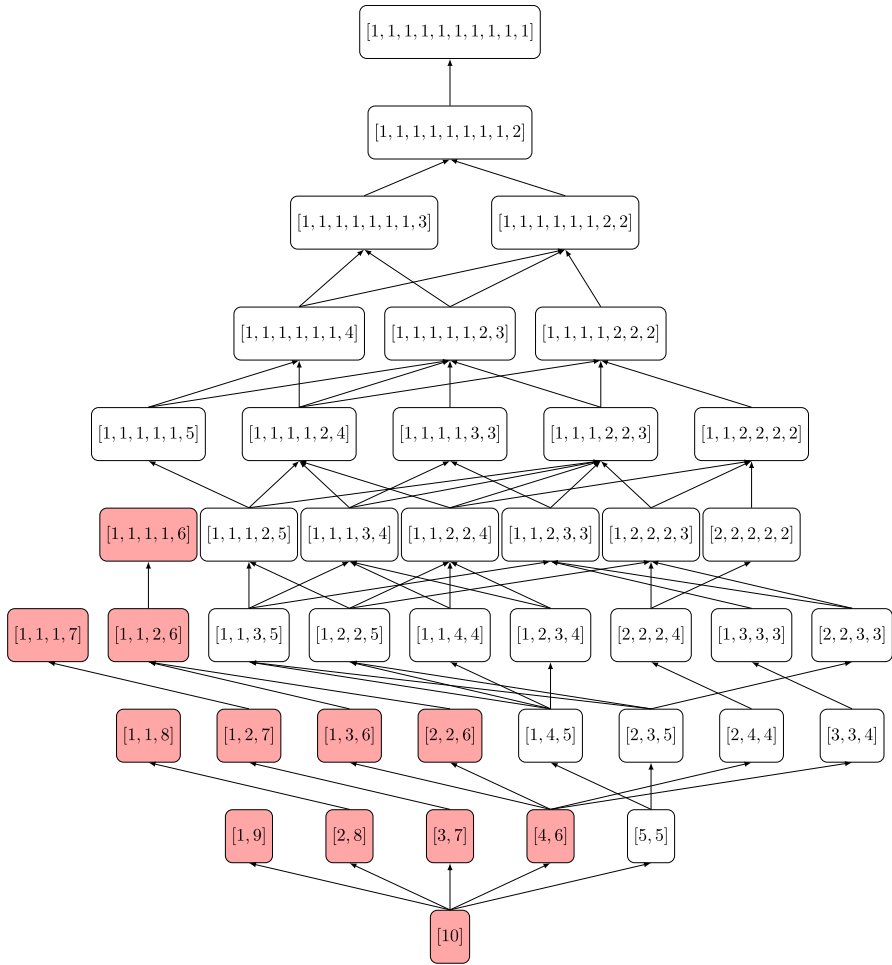 [1, 1, 1, 1, 1, 1, 1, 1, 1, 1]
[1, 1, 1, 1, 1, 1, 1, 1, 2]
[1, 1, 1, 1, 1, 1, 1, 3]
[1, 1, 1, 1, 1, 1, 2, 2]
[1, 1, 1, 1, 1, 1, 4]
[1, 1, 1, 1, 1, 2, 3]
[1, 1, 1, 1, 2, 2, 2]
[1, 1, 1, 1, 1, 5]
[1, 1, 1, 1, 2, 4]
[1, 1, 1, 1, 3, 3]
[1, 1, 1, 2, 2, 3]
[1, 1, 2, 2, 2, 2]
[1, 1, 1, 1, 6]
[1, 1, 1, 2, 5]
[1, 1, 1, 3, 4]
[1, 1, 2, 2, 4]
[1, 1, 2, 3, 3]
[1, 2, 2, 2, 3]
[2, 2, 2, 2, 2]
[1, 1, 1, 7]
[1, 1, 2, 6]
[1, 1, 3, 5]
[1, 2, 2, 5]
[1, 1, 4, 4]
[1, 2, 3, 4]
[2, 2, 2, 4]
[1, 3, 3, 3]
[2, 2, 3, 3]
[1, 1, 8]
[1, 2, 7]
[1, 3, 6]
[2, 2, 6]
[1, 4, 5]
[2, 3, 5]
[2, 4, 4]
[3, 3, 4]
[1, 9]
[2, 8]
[3, 7]
[4, 6]
[5, 5]
[10]